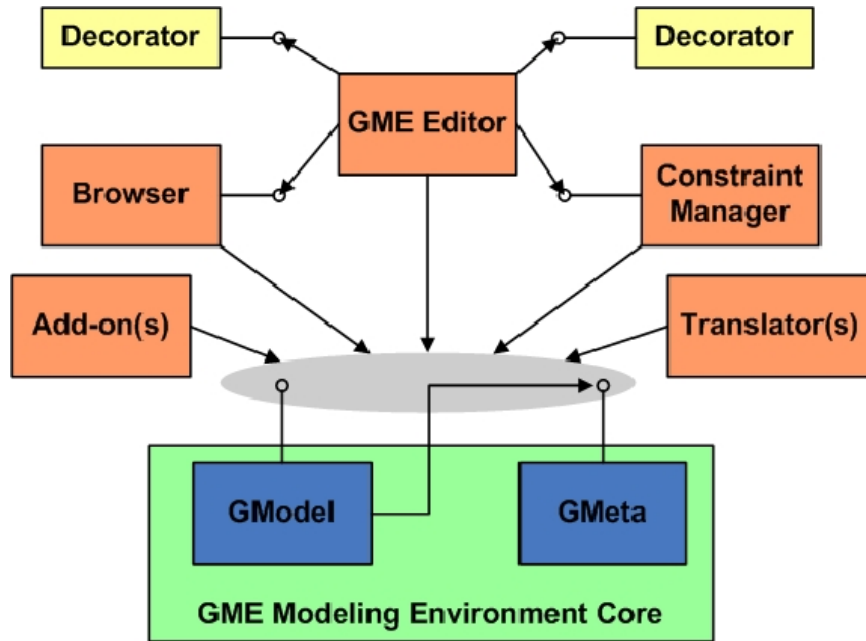 Decorator
Decorator
GME Editor
Browser
Constraint
Manager
Add-on(s)
Translator(s)
GModel
GMeta
GME Modeling Environment Core